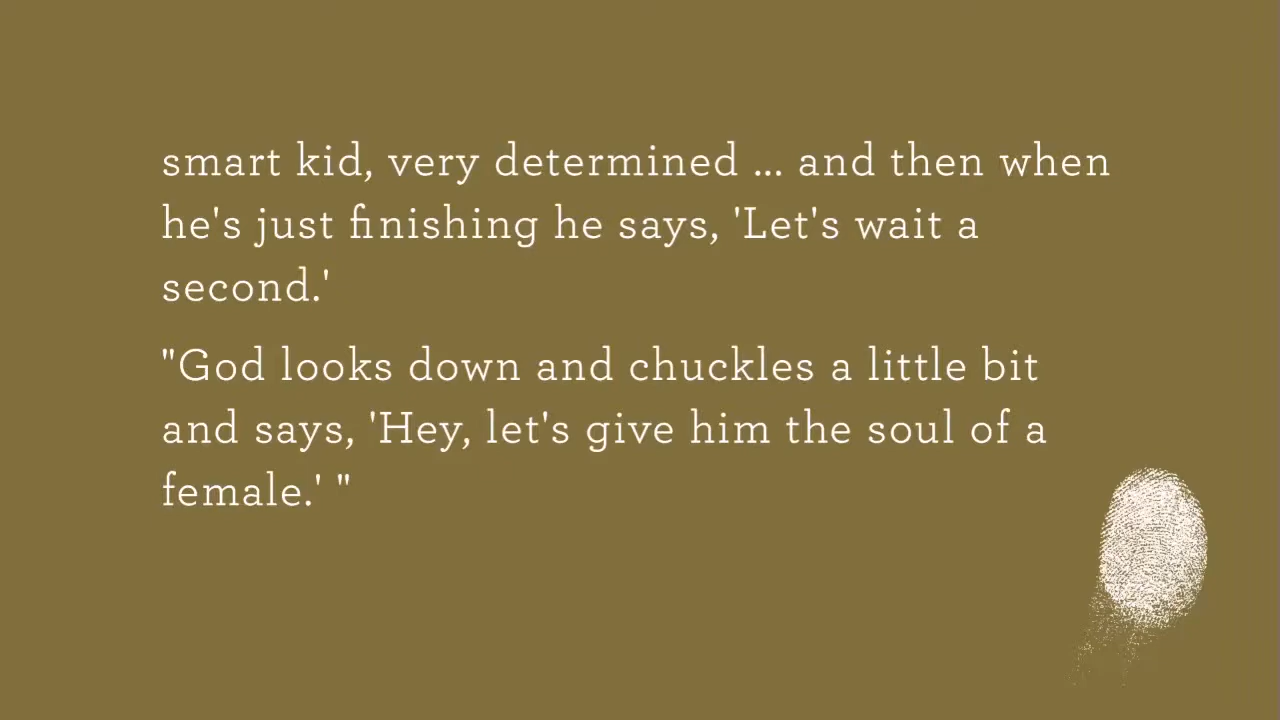 smart kid, very determined ... and then when
he's just finishing he says, 'Let's wait a
second.'
"God looks down and chuckles a little bit
and says, 'Hey, let's give him the soul of a
female.' "